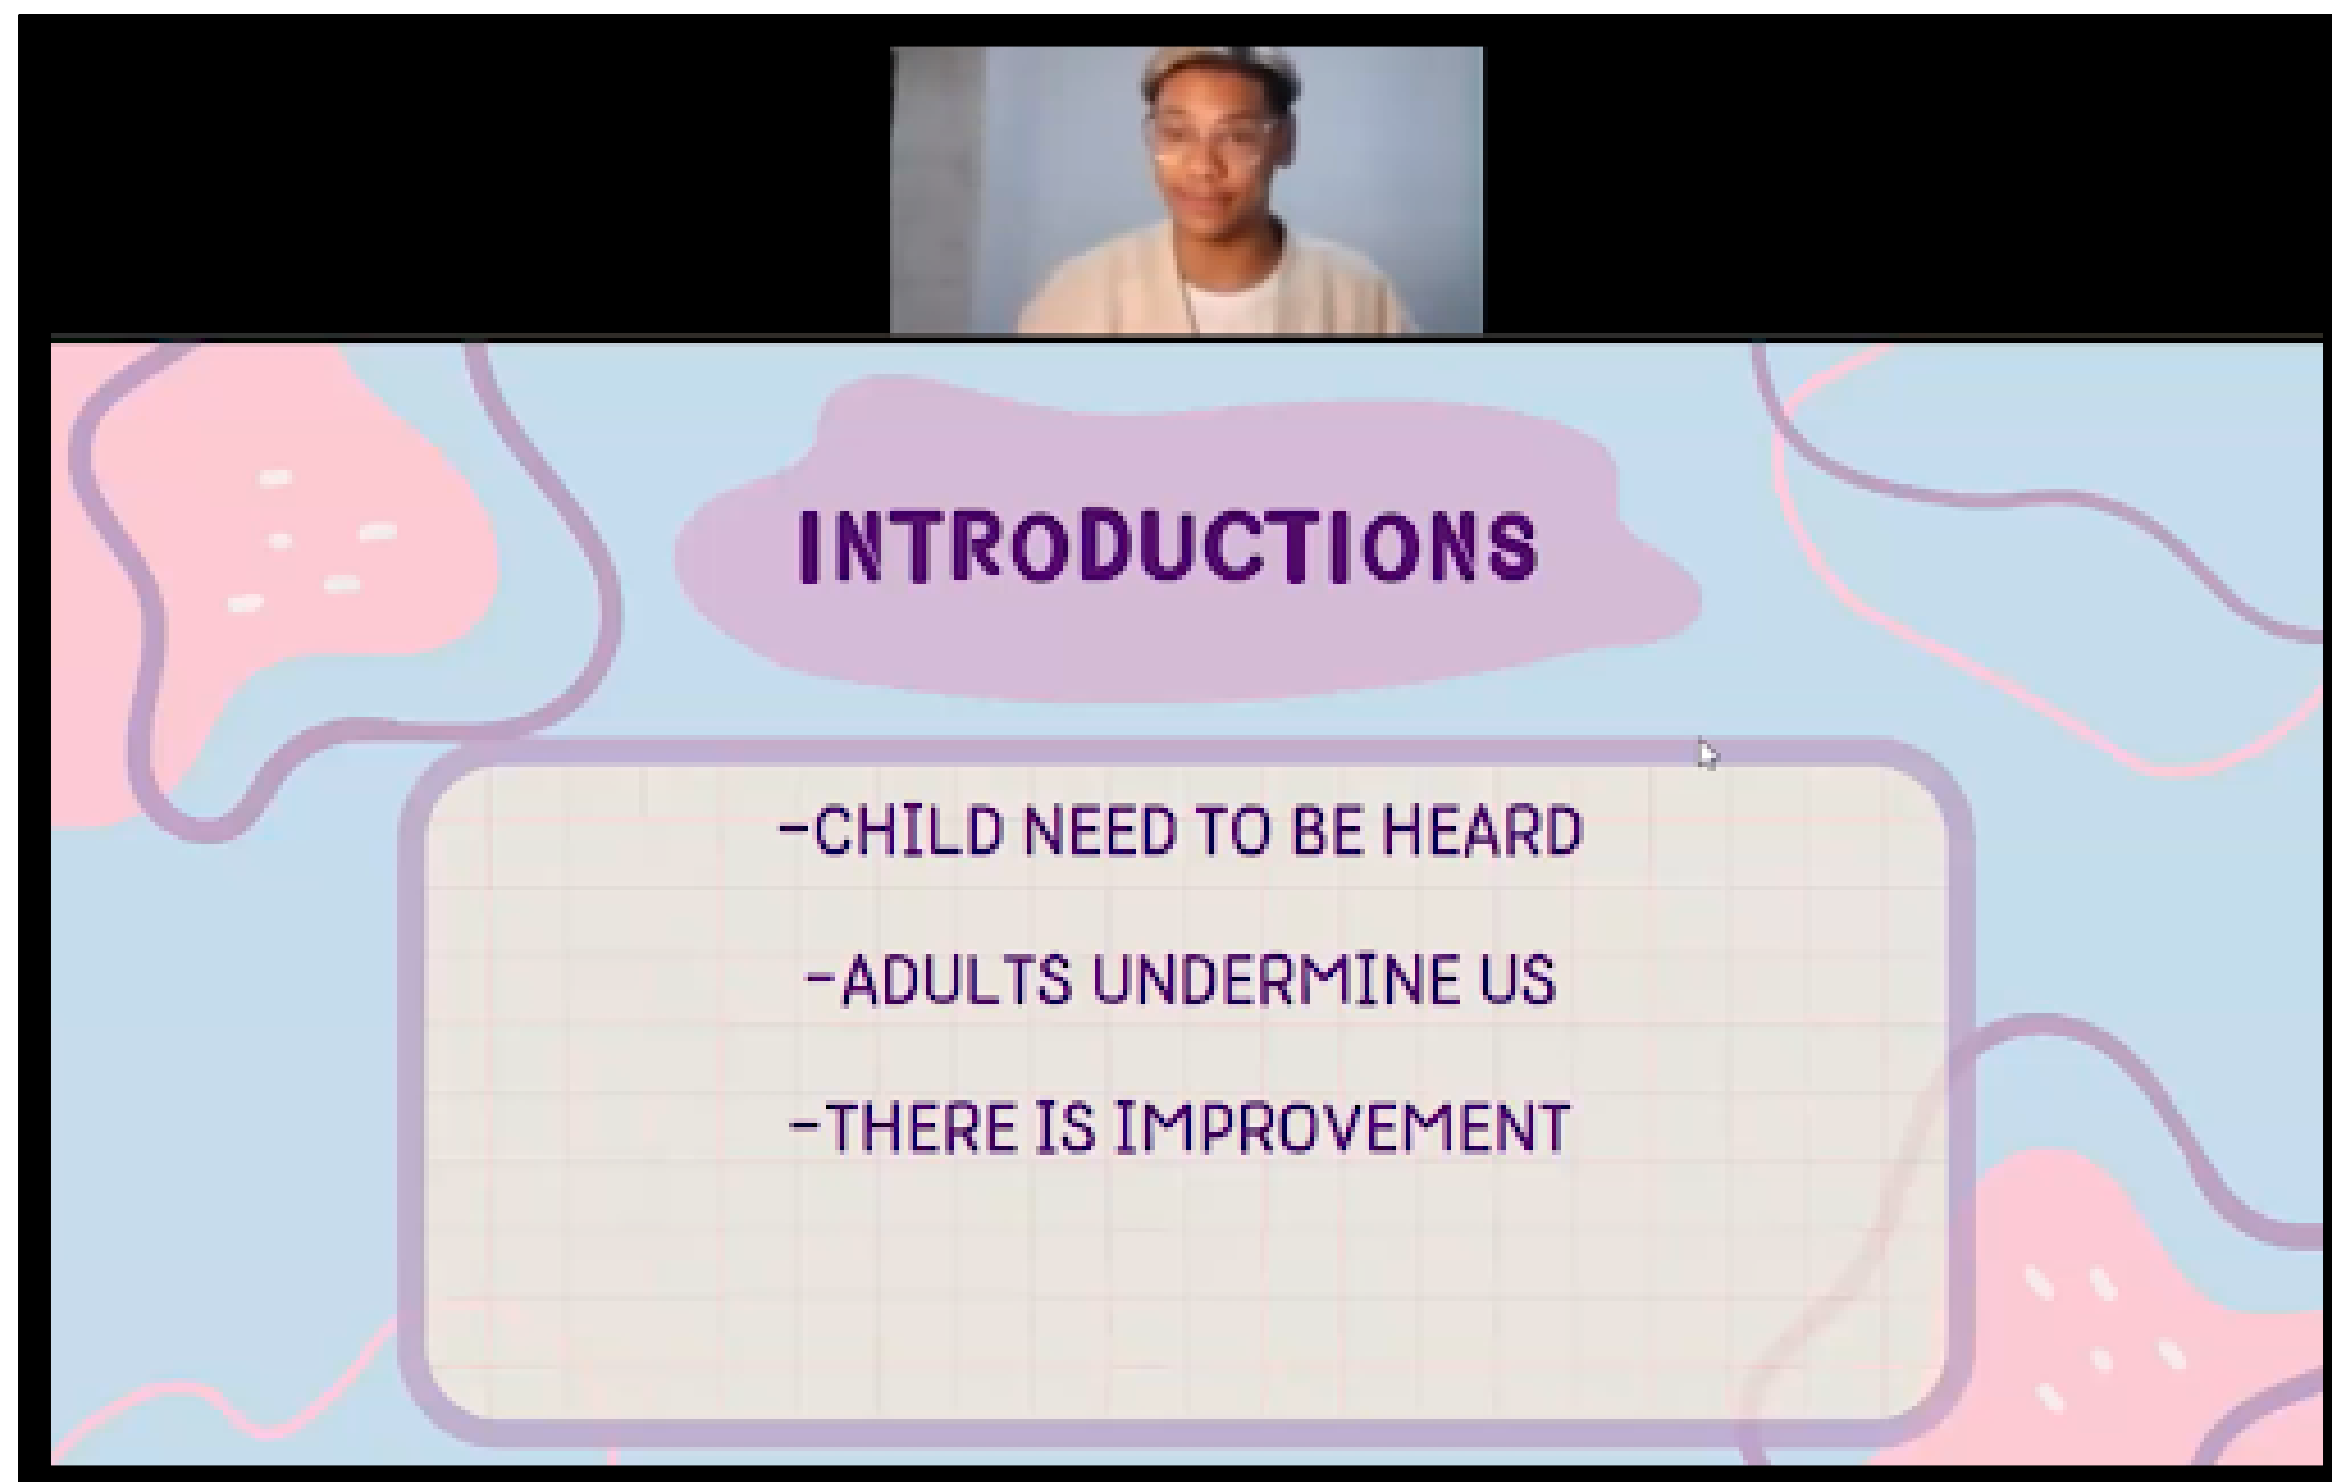 INTRODUCTIONS
-CHILD NEED TO BE HEARD
-ADULTS UNDERMINE US
-THERE IS IMPROVEMENT